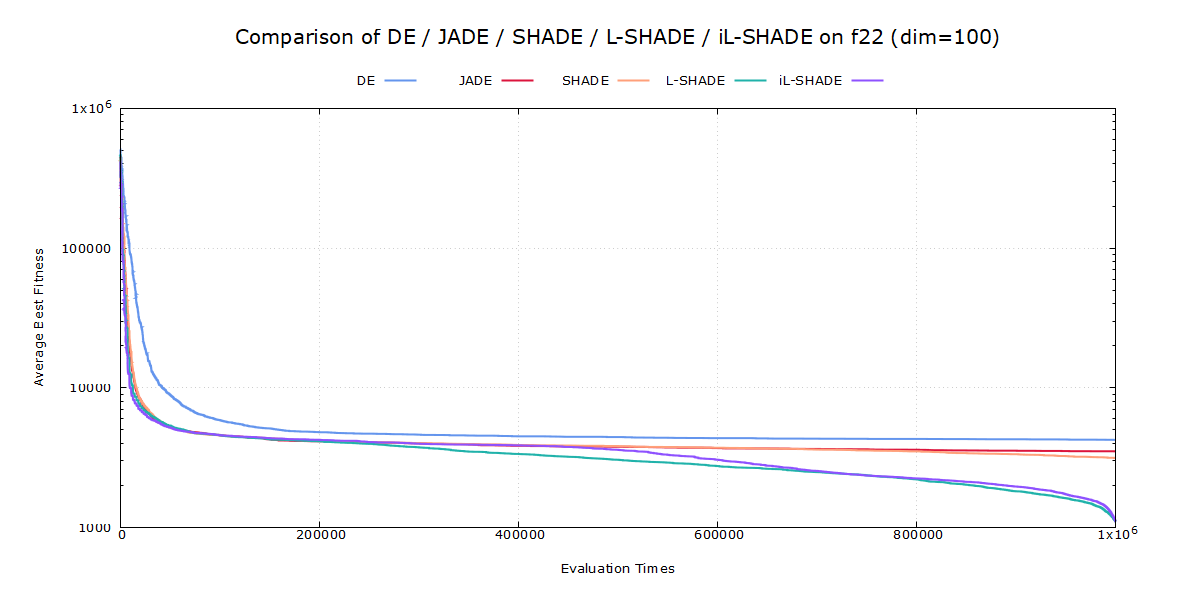 Comparison of DE / JADE / SHADE / L-SHADE / iL-SHADE on f22 (dim=100)
DE JADE SHADE L-SHADE iL-SHADE
1x10^6
100000
10000
1000
Average Best Fitness
0 200000 400000 600000 800000 1x10^6
Evaluation Times